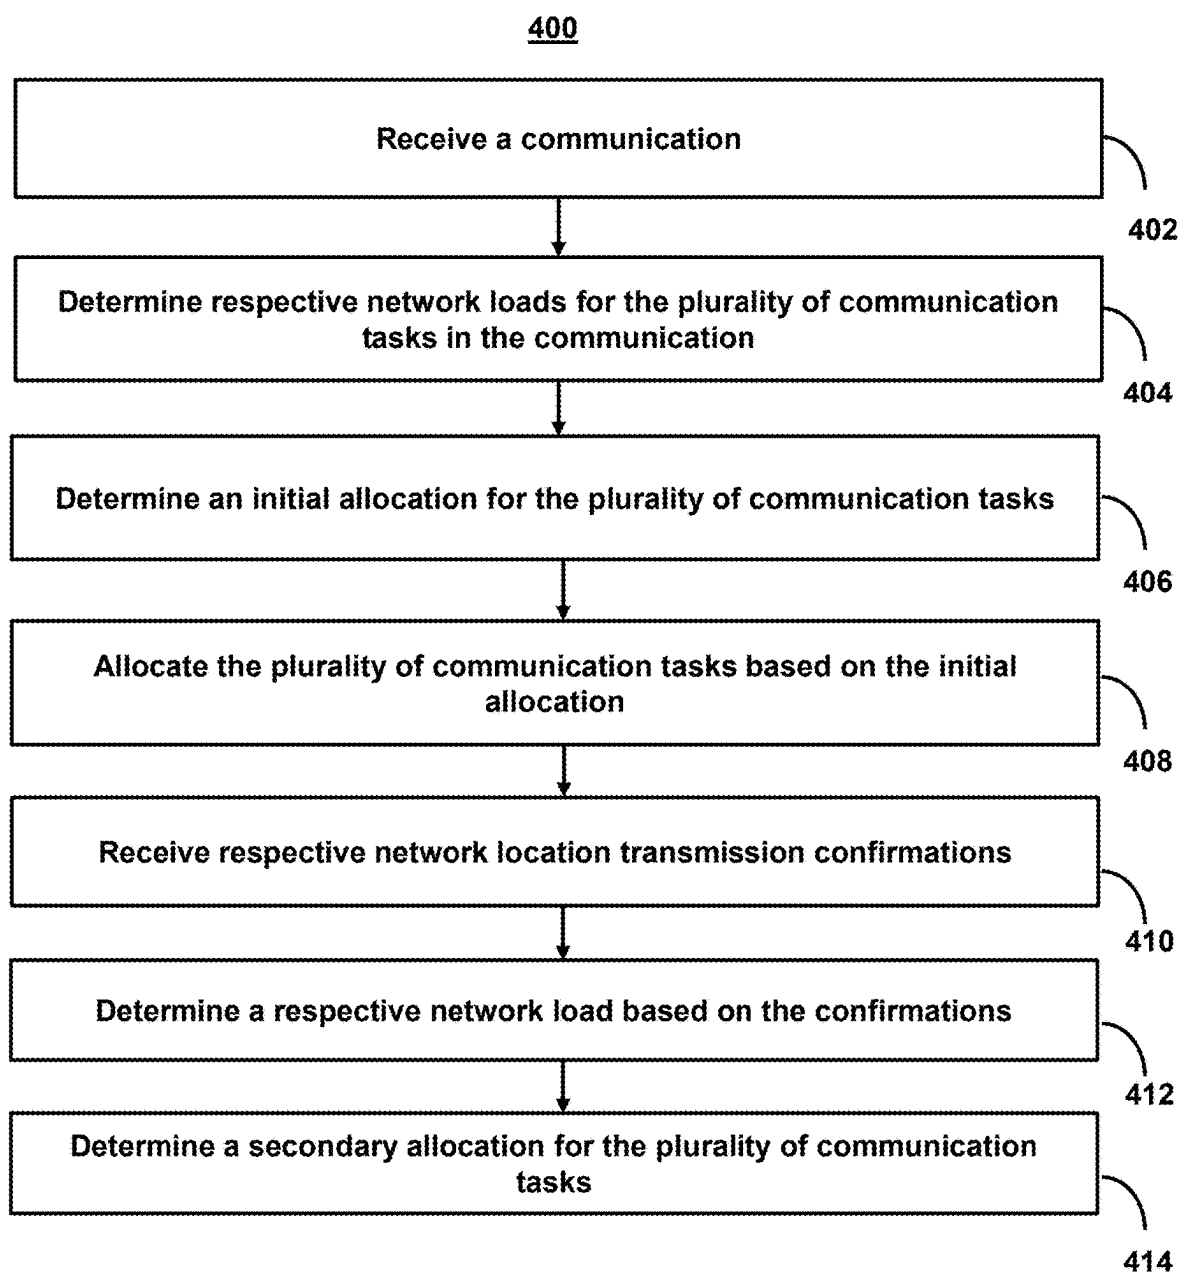 400
Receive a communication
402
Determine respective network loads for the plurality of communication
tasks in the communication
404
Determine an initial allocation for the plurality of communication tasks
406
Allocate the plurality of communication tasks based on the initial
allocation
408
Receive respective network location transmission confirmations
410
Determine a respective network load based on the confirmations
412
Determine a secondary allocation for the plurality of communication
tasks
414